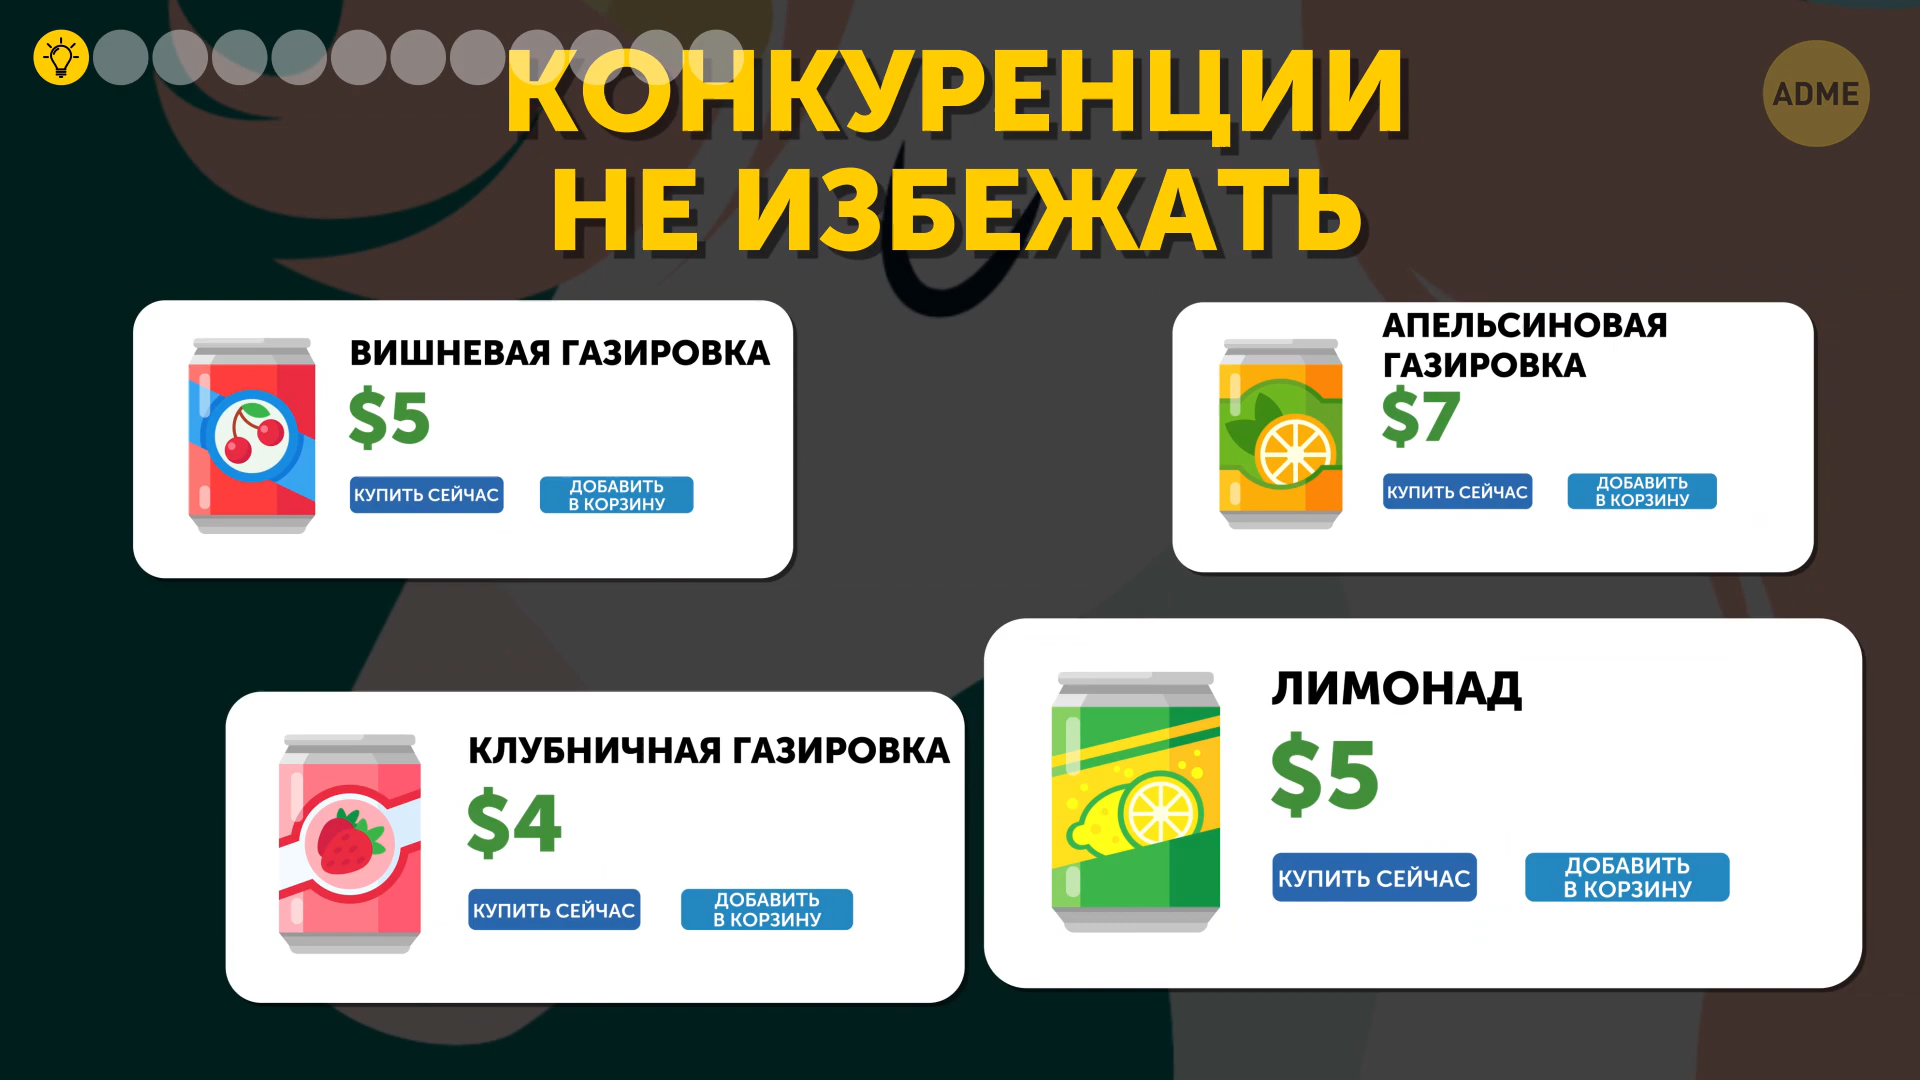 КОНКУРЕНЦИИ
НЕ ИЗБЕЖАТЬ
ADME
ВИШНЕВАЯ ГАЗИРОВКА
$5
КУПИТЬ СЕЙЧАС
ДОБАВИТЬ
В КОРЗИНУ
АПЕЛЬСИНОВАЯ
ГАЗИРОВКА
$7
КУПИТЬ СЕЙЧАС
ДОБАВИТЬ
В КОРЗИНУ
КЛУБНИЧНАЯ ГАЗИРОВКА
$4
КУПИТЬ СЕЙЧАС
ДОБАВИТЬ
В КОРЗИНУ
ЛИМОНАД
$5
КУПИТЬ СЕЙЧАС
ДОБАВИТЬ
В КОРЗИНУ